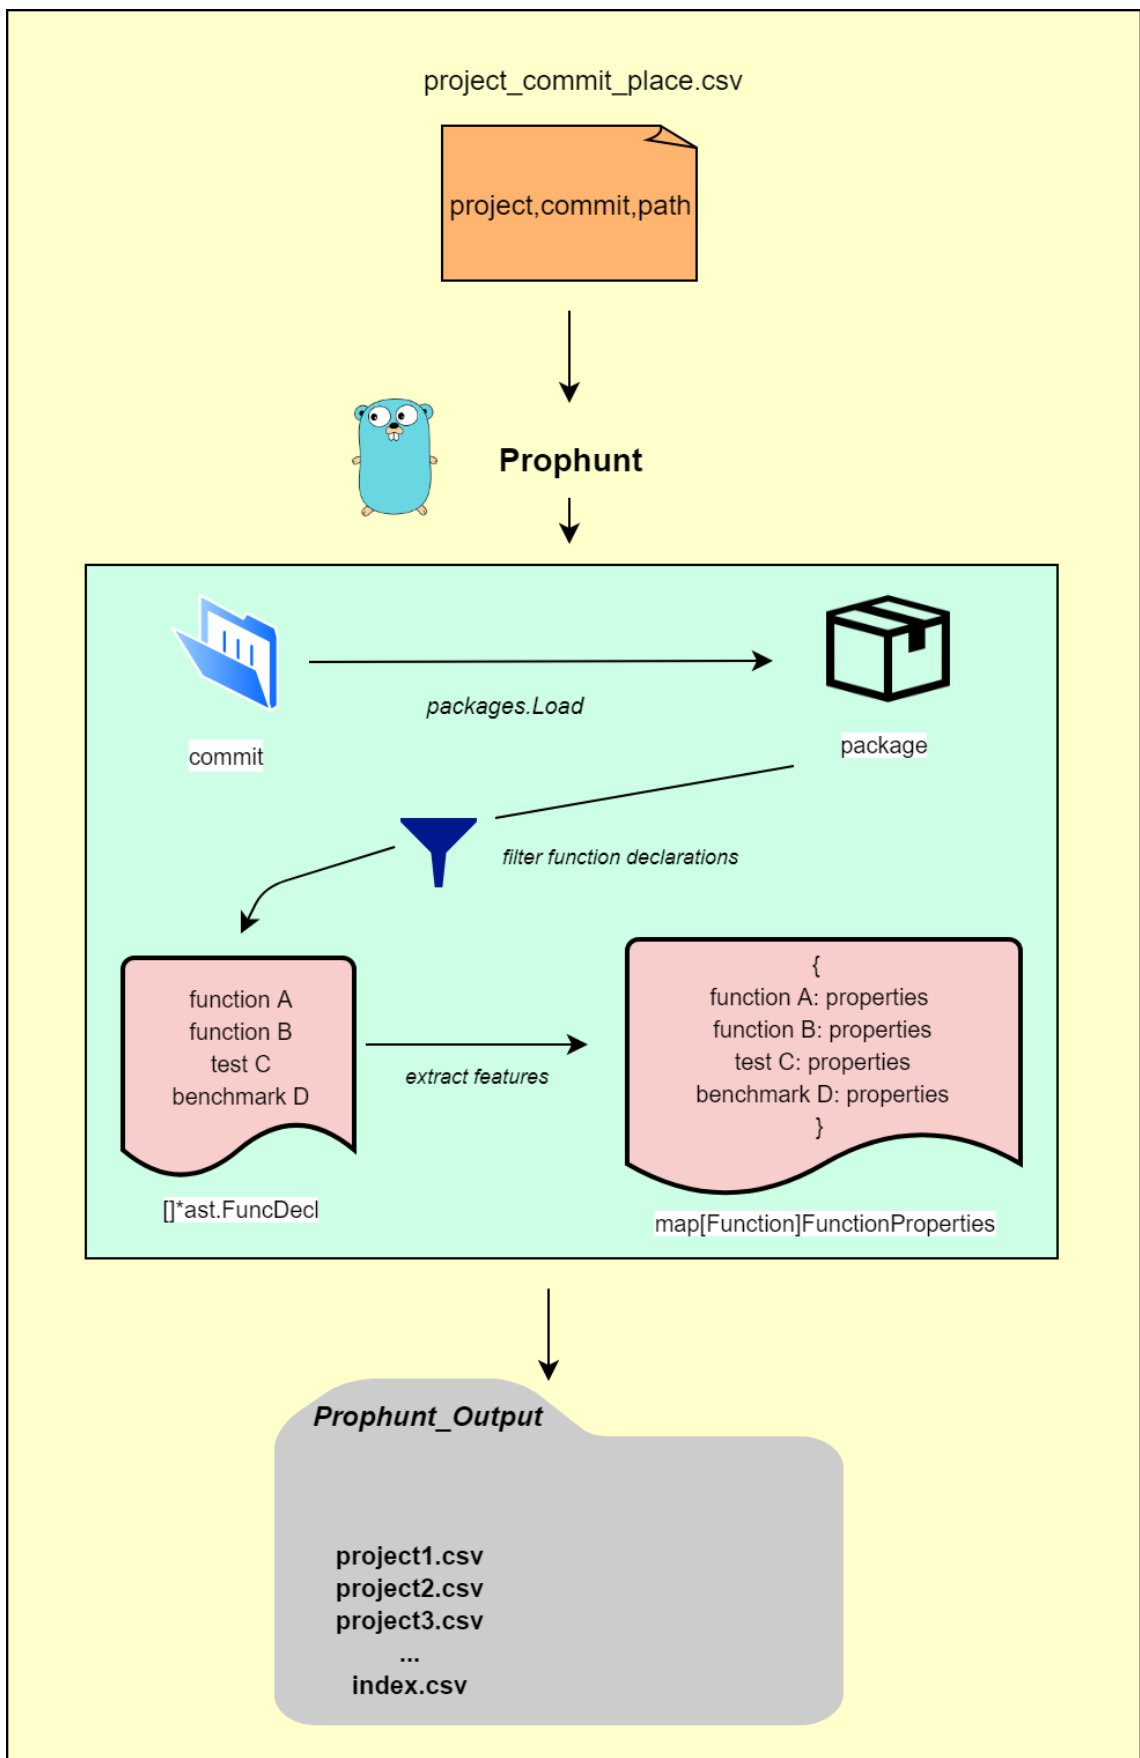 project_commit_place.csv
project,commit,path
Prophunt
packages.Load
commit
package
filter function declarations
function A
function B
test C
benchmark D
extract features
{
function A: properties
function B: properties
test C: properties
benchmark D: properties
}
[]*ast.FuncDecl
map[Function]FunctionProperties
Prophunt_Output
project1.csv
project2.csv
project3.csv
...
index.csv